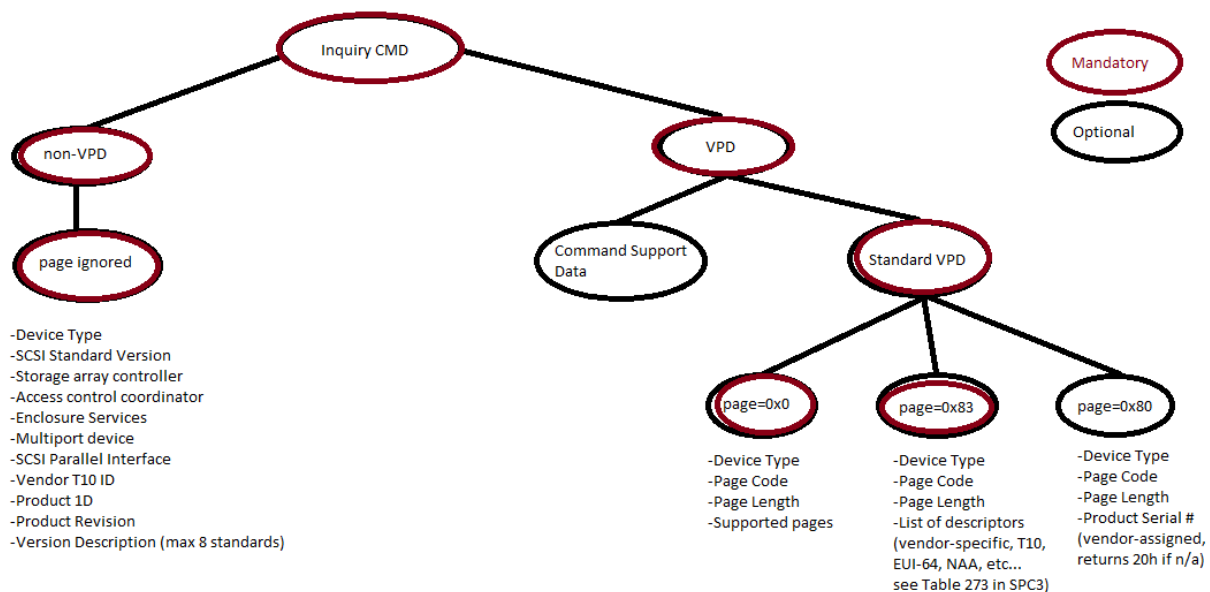 Inquiry CMD
Mandatory
Optional
non-VPD
VPD
page ignored
Command Support
Data
Standard VPD
-Device Type
-SCSI Standard Version
-Storage array controller
-Access control coordinator
-Enclosure Services
-Multiport device
-SCSI Parallel Interface
-Vendor T10 ID
-Product 1D
-Product Revision
-Version Description (max 8 standards)
page=0x0
-Device Type
-Page Code
-Page Length
-Supported pages
page=0x83
-Device Type
-Page Code
-Page Length
-List of descriptors
(vendor-specific, T10,
EUI-64, NAA, etc...
see Table 273 in SPC3)
page=0x80
-Device Type
-Page Code
-Page Length
-Product Serial #
(vendor-assigned,
returns 20h if n/a)